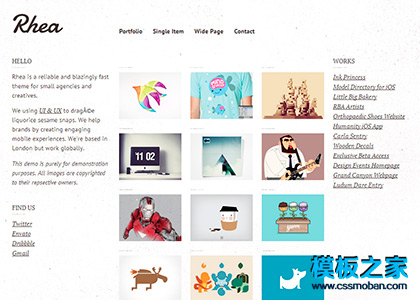 Rhea
Portfolio Single Item Wide Page Contact
HELLO
Rhea is a reliable and blazingly fast
theme for small agencies and
creatives.
We using UI & UX to dragÃ©e
liquorice sesame snaps. We help
brands by creating engaging
mobile experiences. We're based in
London but work globally.
This demo is purely for demonstration
purposes. All images are copyrighted
to their repsective owners.
FIND US
Twitter
Envato
Dribbble
Gmail
11 02
yum
WORKS
Ink Princess
Model Directory for iOS
Little Big Bakery
RBA Artists
Orthopaedic Shoes Website
Humanity iOS App
Carla Sentry
Wooden Decals
Exclusive Beta Access
Design Events Homepage
Grand Canyon Webpage
Ludum Dare Entry
模板之家
www.cssmoban.com